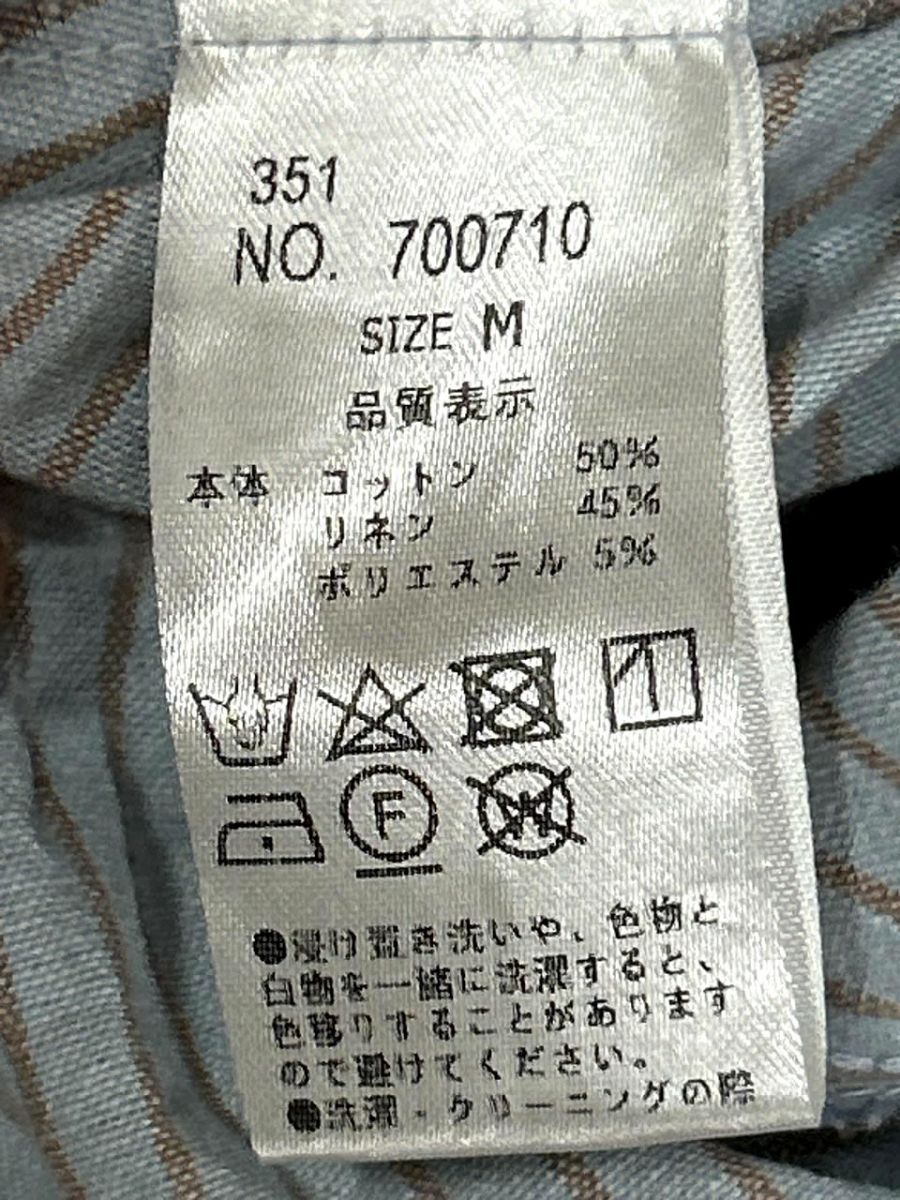 351
NO. 700710
SIZE M
品質表示
本体 コットン 50%
リネン 45%
ポリエステル 5%
F
W
●浸け置き洗いや、色物と
白物を一緒に洗濯すると、
色移りすることがあります
ので避けてください。
●洗濯・クリーニングの際